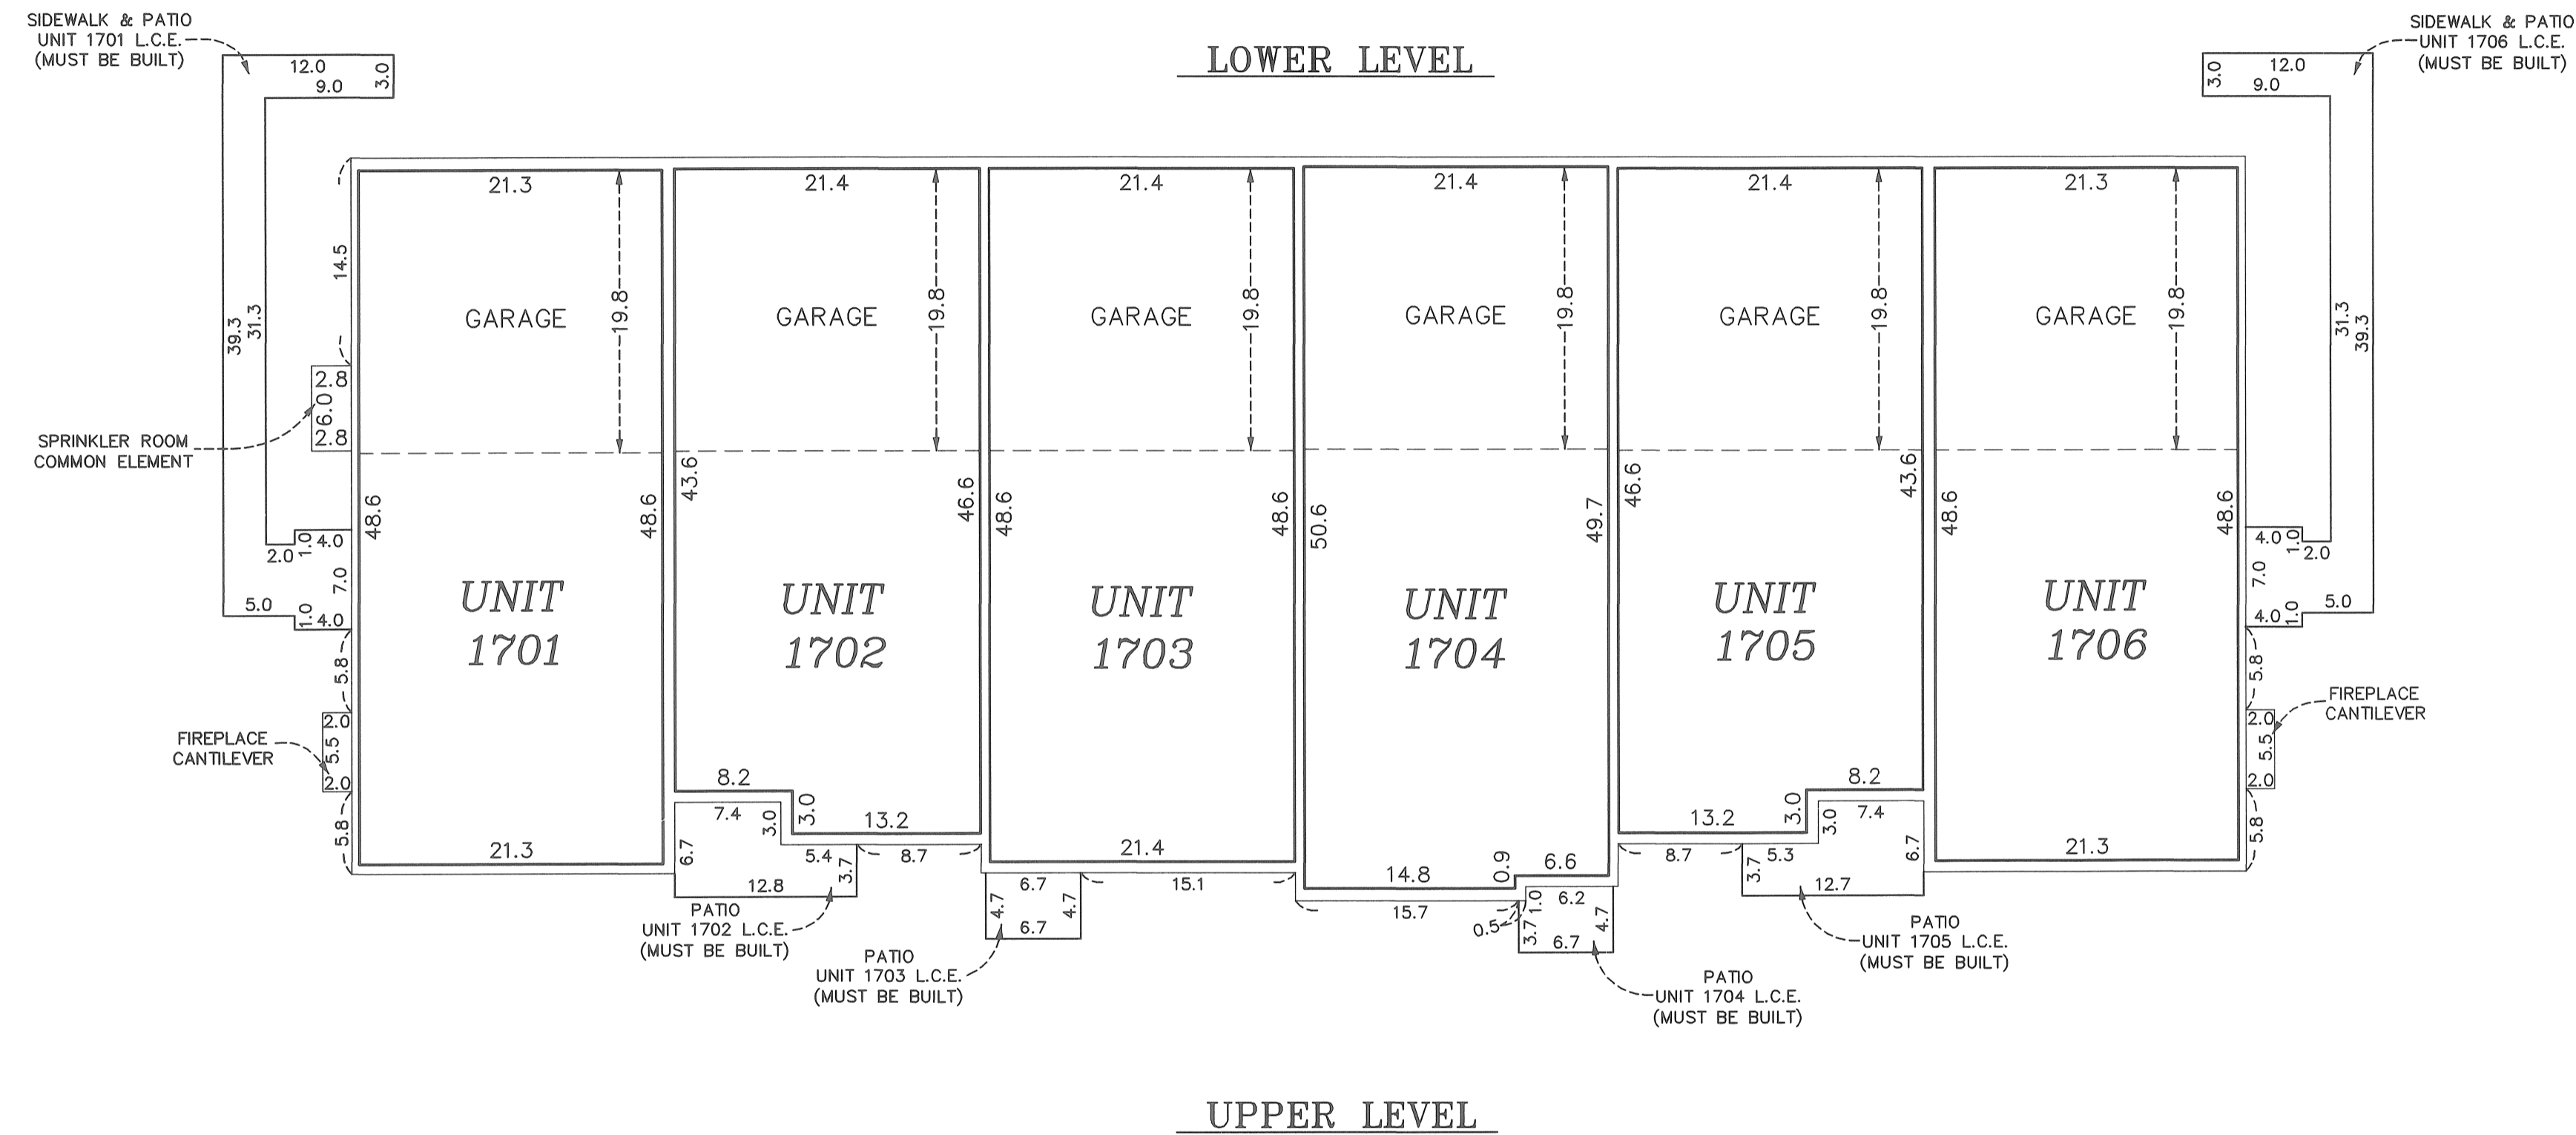 LOWER LEVEL
SIDEWALK & PATIO
UNIT 1701 L.C.E.
(MUST BE BUILT)
12.0
9.0
3.0
39.3
31.3
SIDEWALK & PATIO
UNIT 1706 L.C.E.
(MUST BE BUILT)
3.0
12.0
9.0
31.3
39.3
14.5
2.8
6.0
2.8
SPRINKLER ROOM
COMMON ELEMENT
2.0
1.0
4.0
7.0
5.0
1.0
4.0
5.8
FIREPLACE
CANTILEVER
2.0
5.5
2.0
5.8
21.3
GARAGE
19.8
48.6
48.6
UNIT
1701
21.3
21.4
GARAGE
19.8
43.6
46.6
UNIT
1702
8.2
3.0
13.2
7.4
3.0
6.7
5.4
3.7
8.7
12.8
PATIO
UNIT 1702 L.C.E.
(MUST BE BUILT)
21.4
GARAGE
19.8
48.6
48.6
UNIT
1703
21.4
6.7
4.7
4.7
6.7
15.1
PATIO
UNIT 1703 L.C.E.
(MUST BE BUILT)
21.4
GARAGE
19.8
50.6
49.7
UNIT
1704
14.8
0.9
6.6
15.7
0.5
1.0
6.2
3.7
4.7
6.7
PATIO
UNIT 1704 L.C.E.
(MUST BE BUILT)
21.4
GARAGE
19.8
46.6
43.6
UNIT
1705
13.2
3.0
8.2
8.7
3.0
7.4
5.3
3.7
6.7
12.7
PATIO
UNIT 1705 L.C.E.
(MUST BE BUILT)
21.3
GARAGE
19.8
48.6
48.6
UNIT
1706
21.3
4.0
1.0
2.0
7.0
4.0
1.0
5.0
5.8
FIREPLACE
CANTILEVER
2.0
5.5
2.0
5.8
UPPER LEVEL